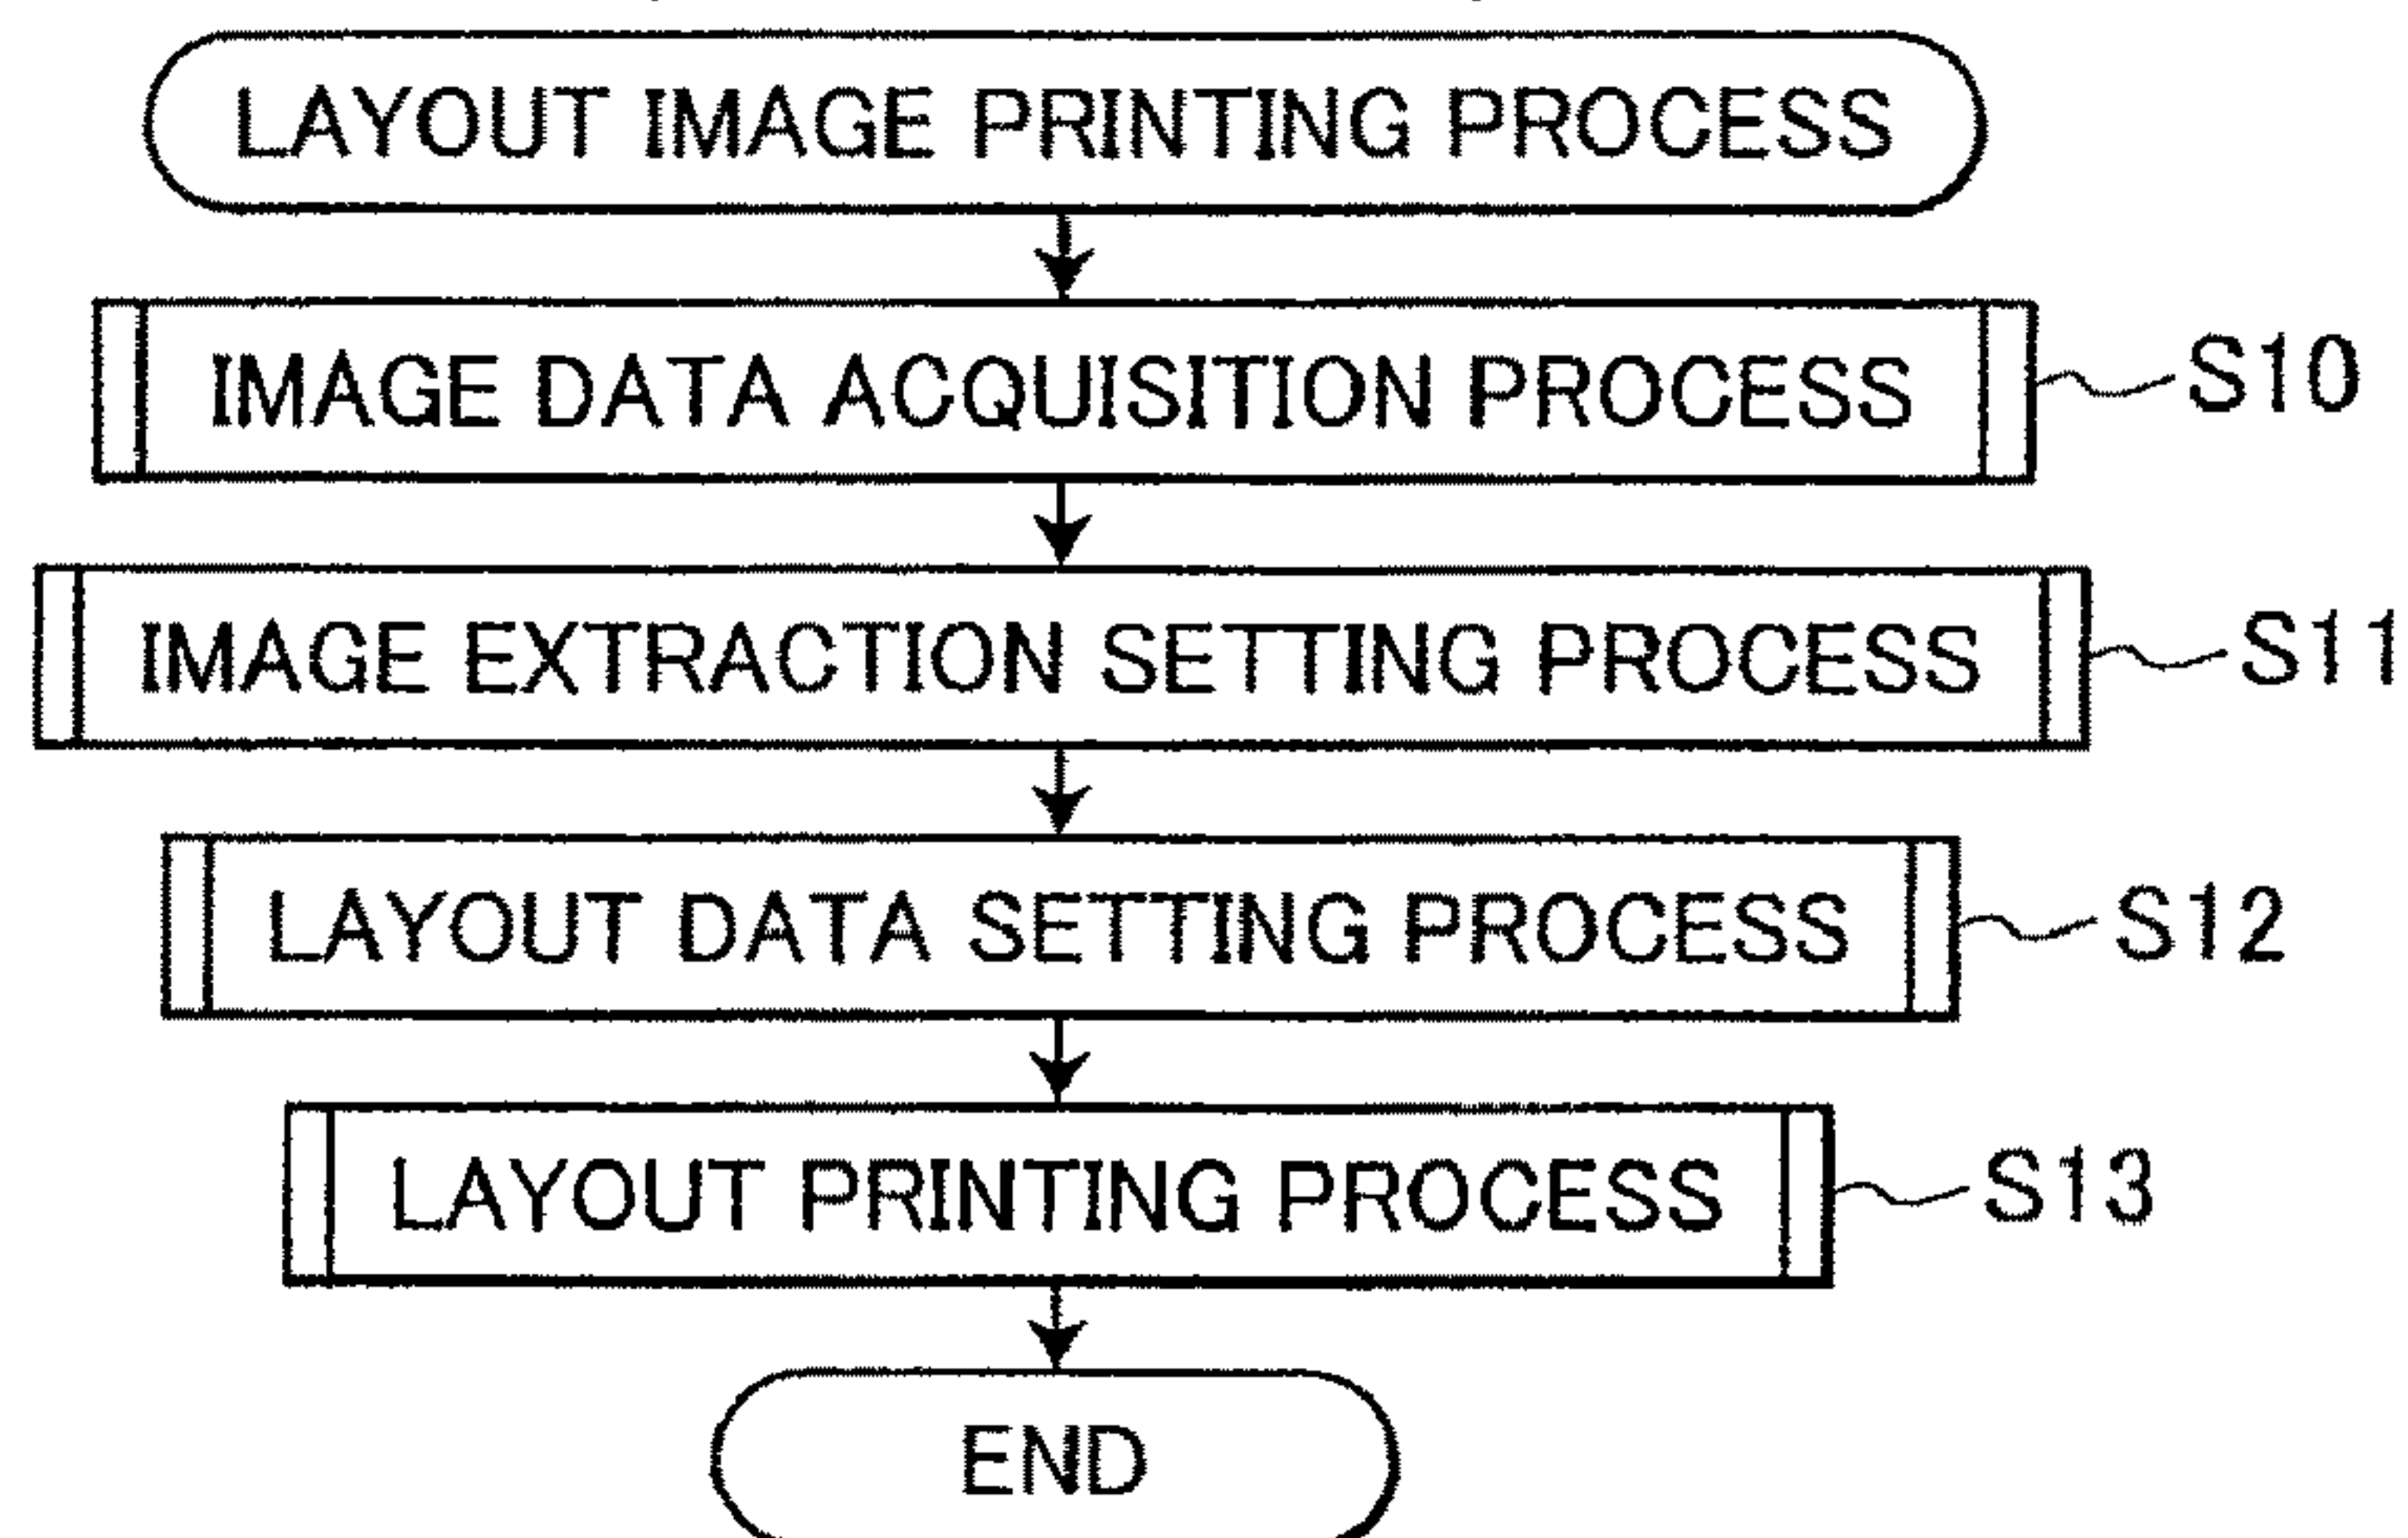 LAYOUT IMAGE PRINTING PROCESS
IMAGE DATA ACQUISITION PROCESS S10
IMAGE EXTRACTION SETTING PROCESS S11
LAYOUT DATA SETTING PROCESS S12
LAYOUT PRINTING PROCESS S13
END